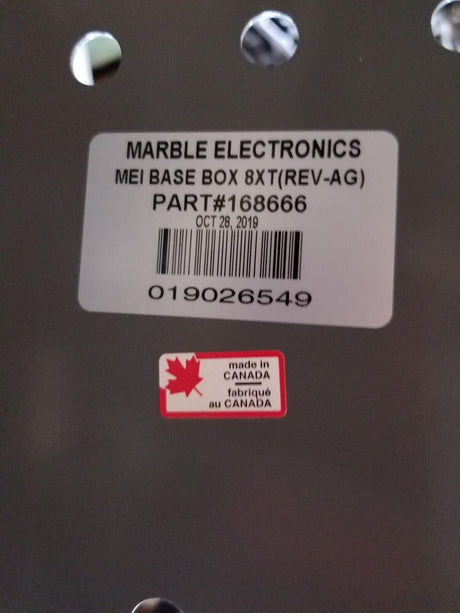 MARBLE ELECTRONICS
MEI BASE BOX 8XT(REV-AG)
PART#168666
OCT 28, 2019
019026549
made in
CANADA
fabriqué
au CANADA